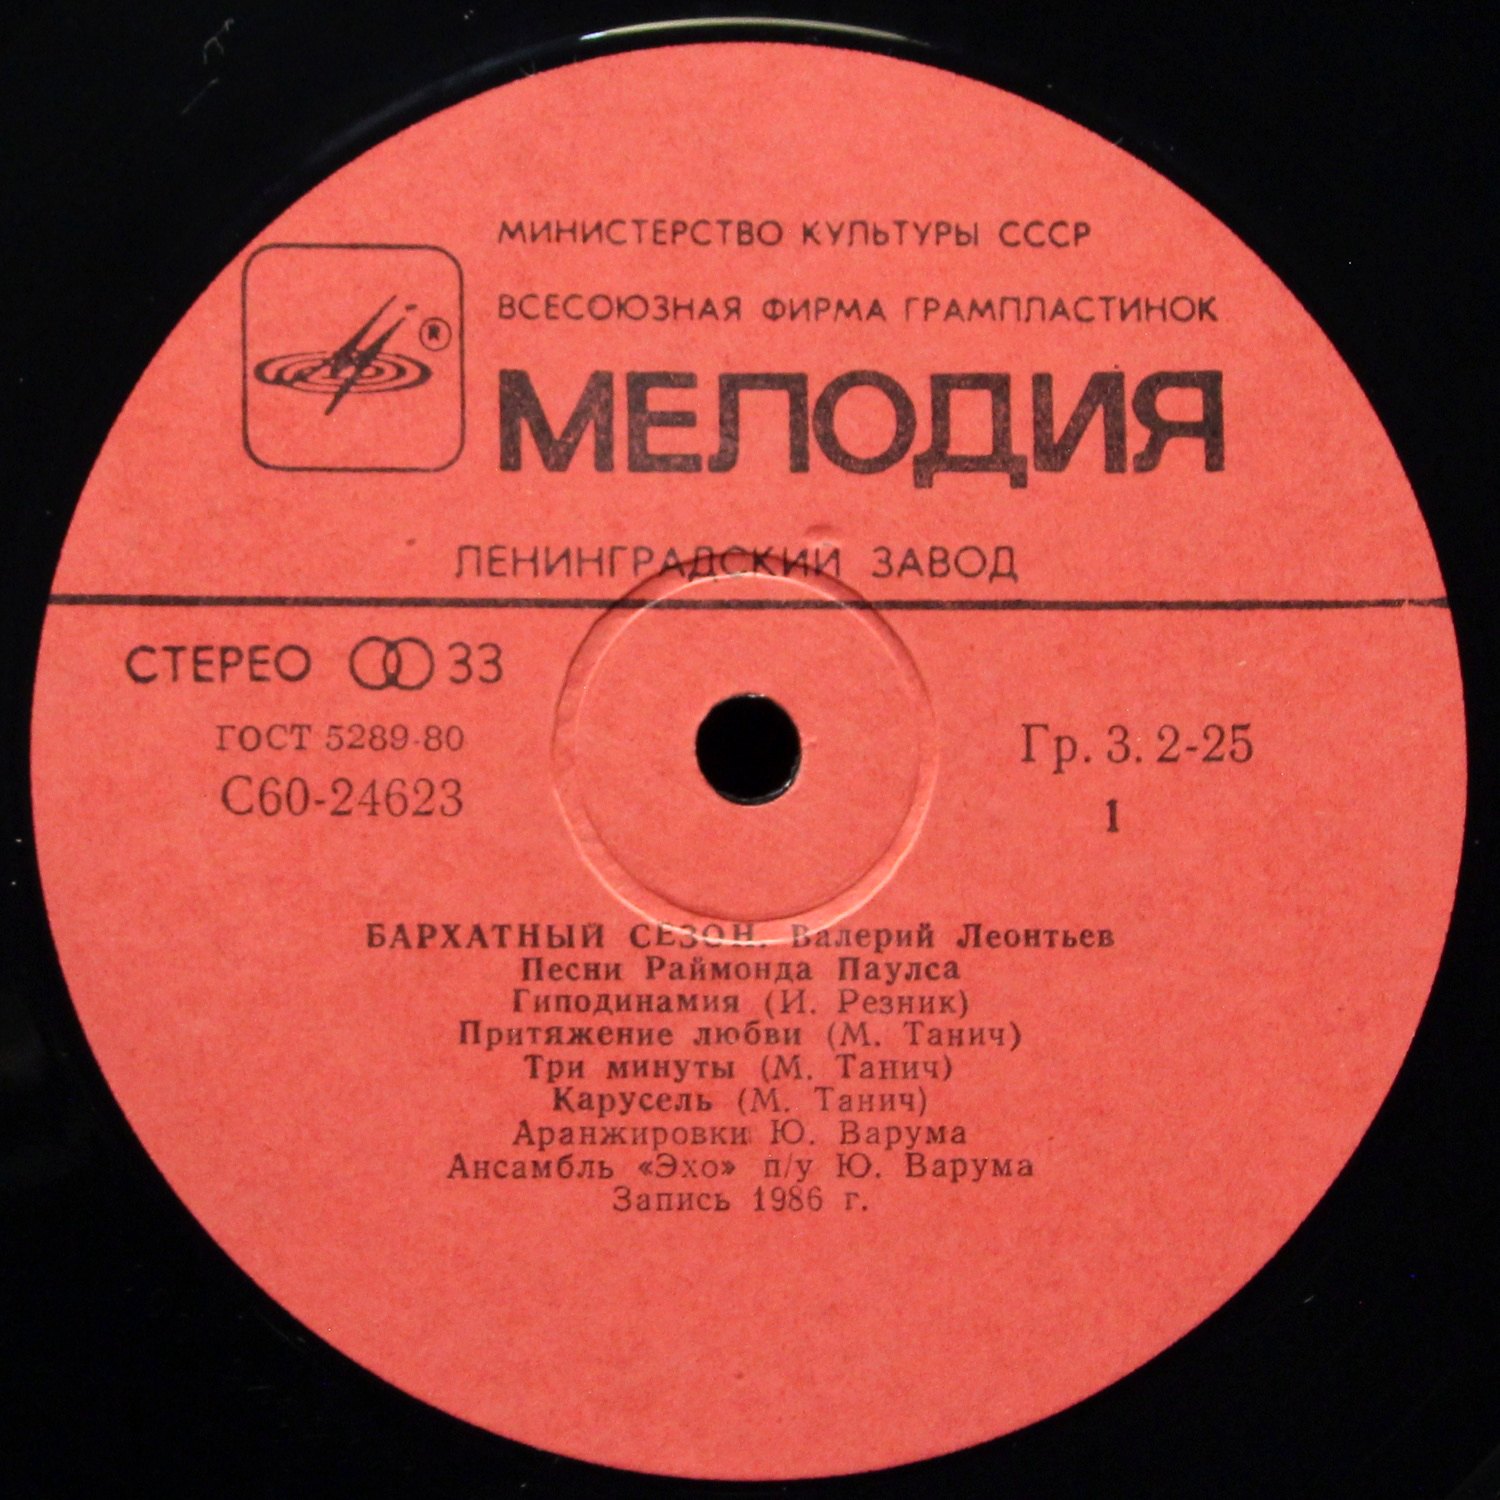 МИНИСТЕРСТВО КУЛЬТУРЫ СССР
ВСЕСОЮЗНАЯ ФИРМА ГРАМПЛАСТИНОК
®
МЕЛОДИЯ
ЛЕНИНГРАДСКИЙ ЗАВОД
СТЕРЕО 33
ГОСТ 5289-80
С60-24623
Гр. 3. 2-25
1
БАРХАТНЫЙ СЕЗОН. Валерий Леонтьев
Песни Раймонда Паулса
Гиподинамия (И. Резник)
Притяжение любви (М. Танич)
Три минуты (М. Танич)
Карусель (М. Танич)
Аранжировки Ю. Варума
Ансамбль «Эхо» п/у Ю. Варума
Запись 1986 г.